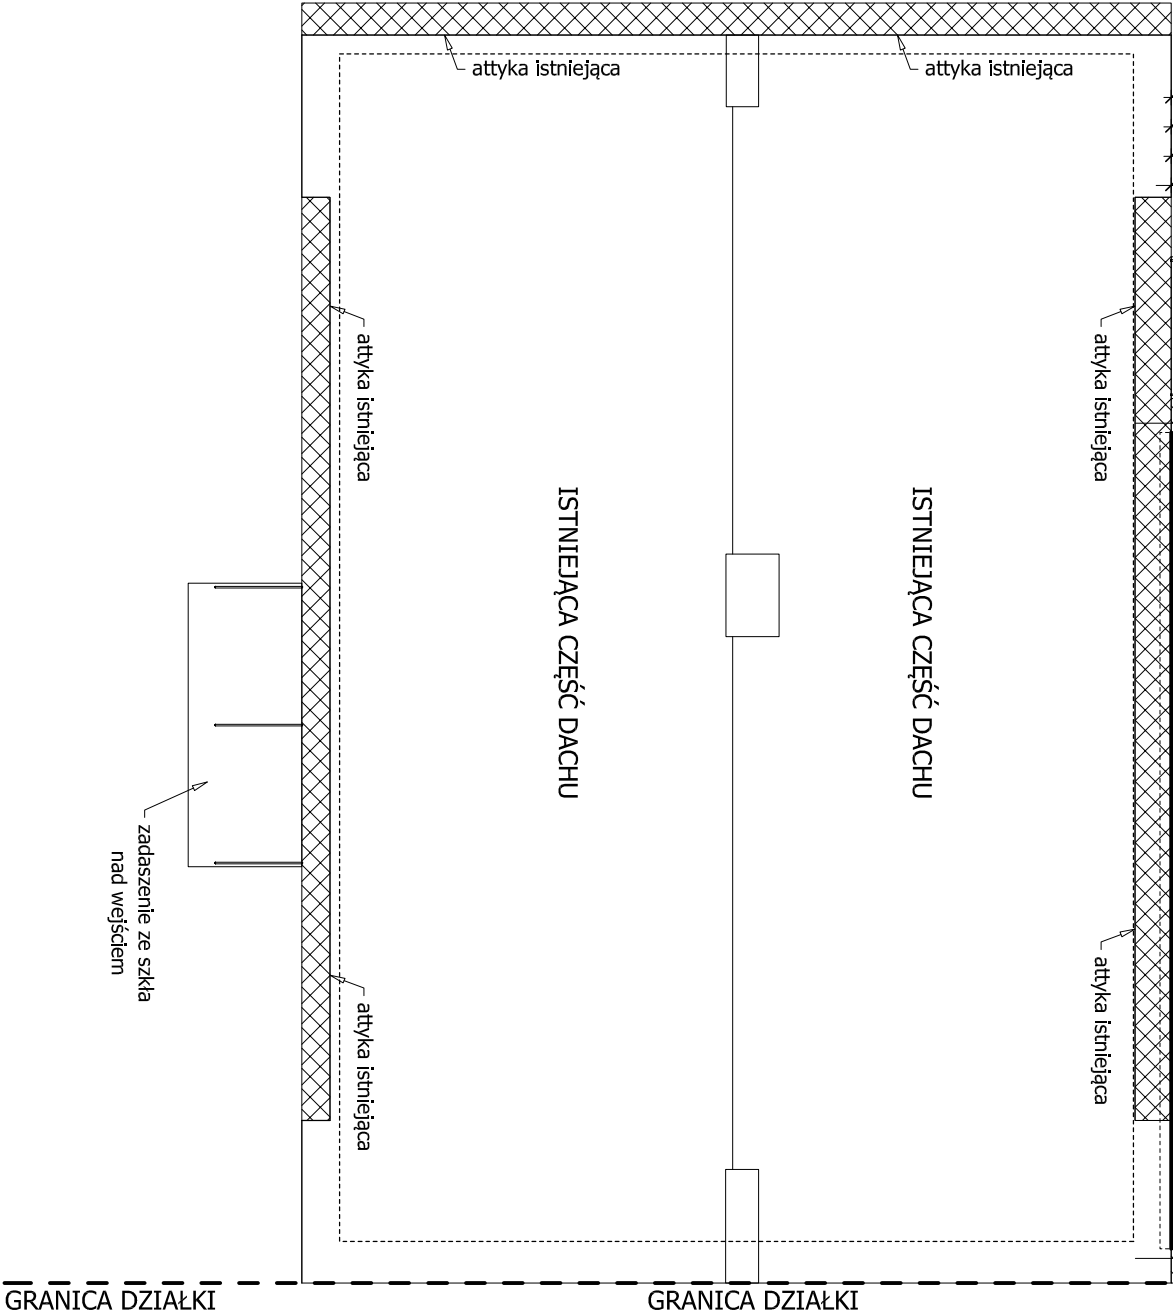 attyka istniejąca
attyka istniejąca
attyka istniejąca
attyka istniejąca
ISTNIEJĄCA CZĘŚĆ DACHU
ISTNIEJĄCA CZĘŚĆ DACHU
zadaszenie ze szkła
nad wejściem
attyka istniejąca
attyka istniejąca
GRANICA DZIAŁKI
GRANICA DZIAŁKI